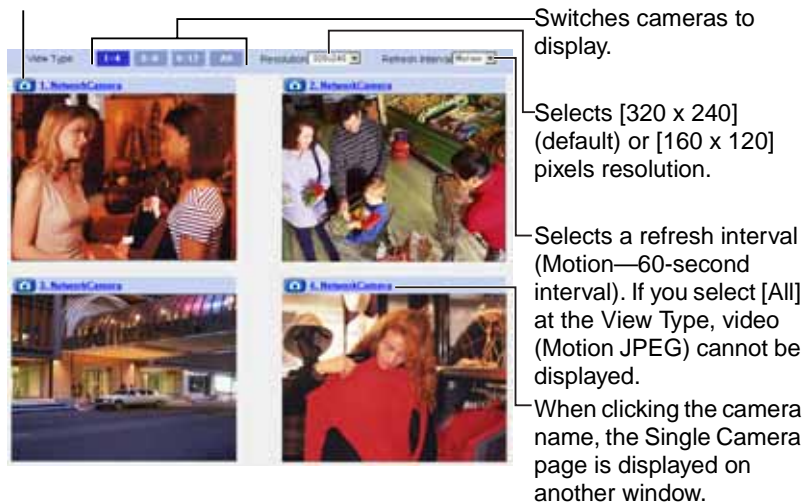 Switches cameras to
display.
View Type 1-4 5-8 9-12 All Resolution 320x240 Refresh Interval Motion
1. NetworkCamera
2. NetworkCamera
Selects [320 x 240]
(default) or [160 x 120]
pixels resolution.
Selects a refresh interval
(Motion—60-second
interval). If you select [All]
at the View Type, video
(Motion JPEG) cannot be
displayed.
3. NetworkCamera
4. NetworkCamera
When clicking the camera
name, the Single Camera
page is displayed on
another window.